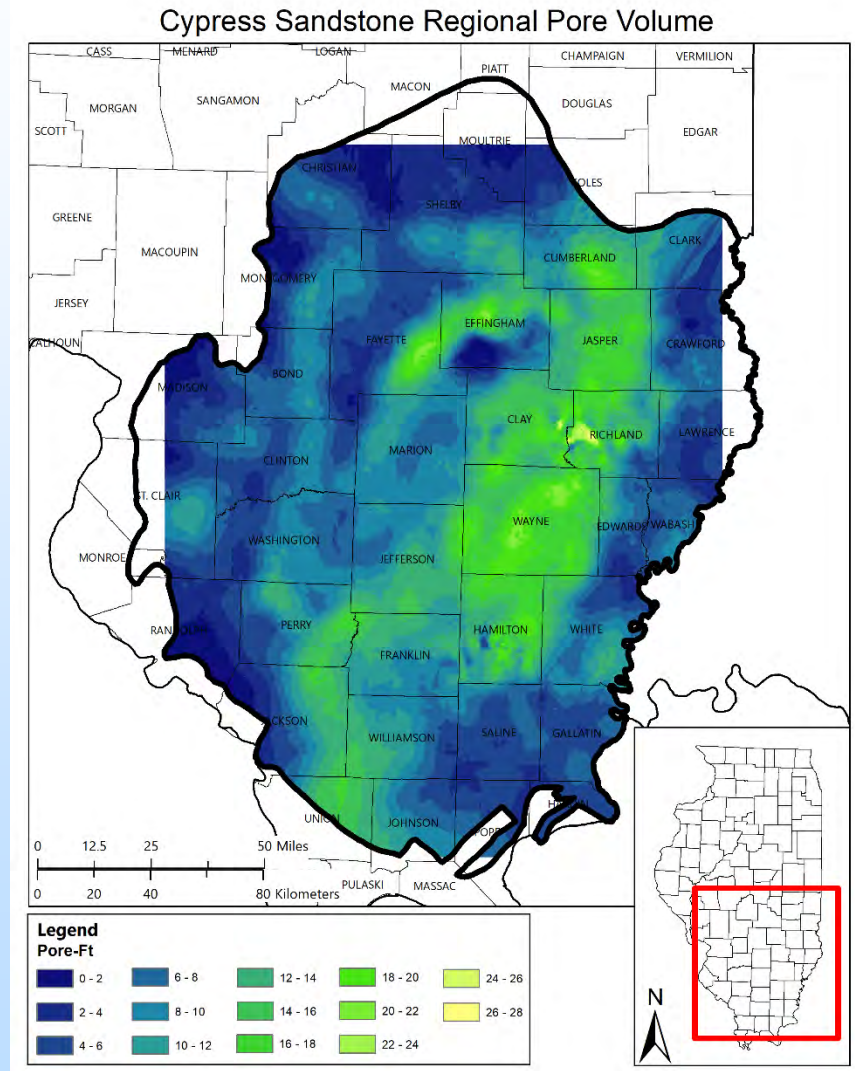 Cypress Sandstone Regional Pore Volume
CASS
MENARD
LOGAN
PIATT
CHAMPAIGN
VERMILION
MACON
MORGAN
SANGAMON
DOUGLAS
SCOTT
EDGAR
MOULTRIE
CHRISTIAN
OLES
SHELBY
GREENE
CLARK
MACOUPIN
CUMBERLAND
MONTGOMERY
JERSEY
EFFINGHAM
FAYETTE
JASPER
CRAWFORD
CALHOUN
BOND
MADISON
CLAY
RICHLAND
LAWRENCE
MARION
CLINTON
ST. CLAIR
WAYNE
EDWARDS
WABASH
WASHINGTON
MONROE
JEFFERSON
PERRY
RANDOLPH
HAMILTON
WHITE
FRANKLIN
JACKSON
WILLIAMSON
SALINE
GALLATIN
UNION
JOHNSON
POPE
HARDIN
PULASKI
MASSAC
0 12.5 25 50 Miles
0 20 40 80 Kilometers
Legend
Pore-Ft
0 - 2
2 - 4
4 - 6
6 - 8
8 - 10
10 - 12
12 - 14
14 - 16
16 - 18
18 - 20
20 - 22
22 - 24
24 - 26
26 - 28
N